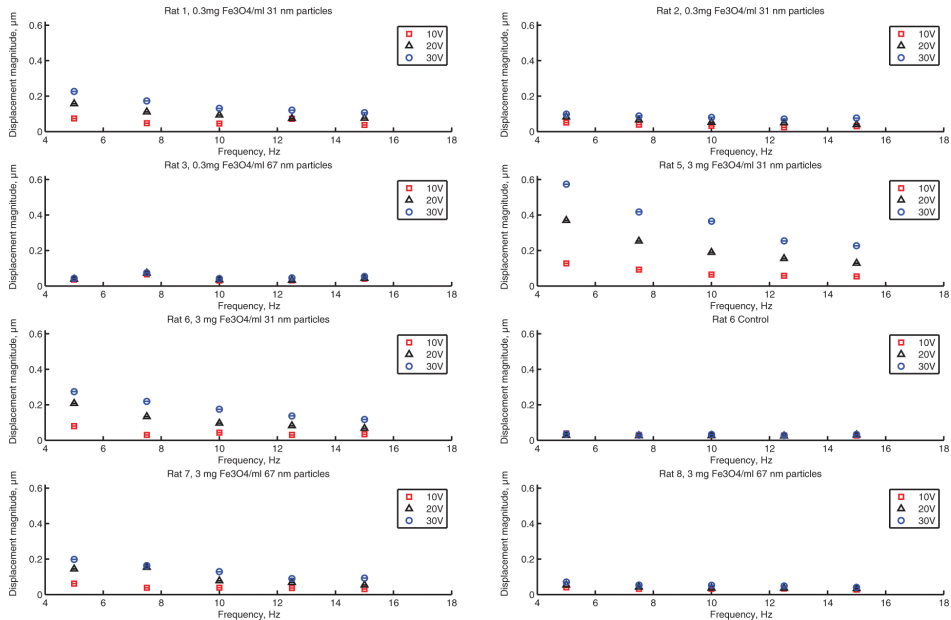 Rat 1, 0.3mg Fe3O4/ml 31 nm particles
Displacement magnitude, µm
0.6
0.4
0.2
0
4 6 8 10 12 14 16 18
Frequency, Hz
10V
20V
30V
Rat 2, 0.3mg Fe3O4/ml 31 nm particles
Displacement magnitude, µm
0.6
0.4
0.2
0
4 6 8 10 12 14 16 18
Frequency, Hz
10V
20V
30V
Rat 3, 0.3mg Fe3O4/ml 67 nm particles
Displacement magnitude, µm
0.6
0.4
0.2
0
4 6 8 10 12 14 16 18
Frequency, Hz
10V
20V
30V
Rat 5, 3 mg Fe3O4/ml 31 nm particles
Displacement magnitude, µm
0.6
0.4
0.2
0
4 6 8 10 12 14 16 18
Frequency, Hz
10V
20V
30V
Rat 6, 3 mg Fe3O4/ml 31 nm particles
Displacement magnitude, µm
0.6
0.4
0.2
0
4 6 8 10 12 14 16 18
Frequency, Hz
10V
20V
30V
Rat 6 Control
Displacement magnitude, µm
0.6
0.4
0.2
0
4 6 8 10 12 14 16 18
Frequency, Hz
10V
20V
30V
Rat 7, 3 mg Fe3O4/ml 67 nm particles
Displacement magnitude, µm
0.6
0.4
0.2
0
4 6 8 10 12 14 16 18
Frequency, Hz
10V
20V
30V
Rat 8, 3 mg Fe3O4/ml 67 nm particles
Displacement magnitude, µm
0.6
0.4
0.2
0
4 6 8 10 12 14 16 18
Frequency, Hz
10V
20V
30V